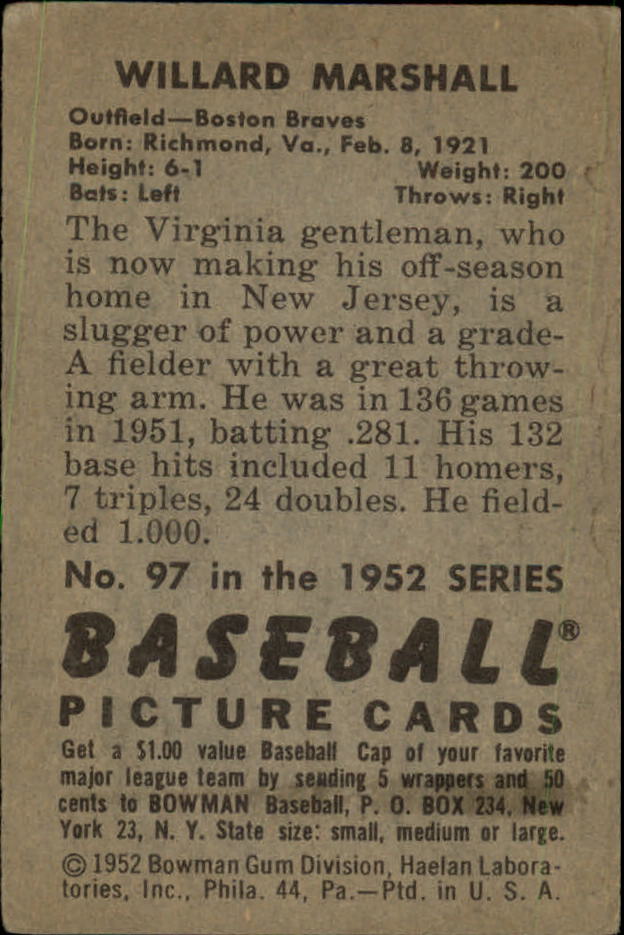 WILLARD MARSHALL
Outfield—Boston Braves
Born: Richmond, Va., Feb. 8, 1921
Height: 6-1 Weight: 200
Bats: Left Throws: Right
The Virginia gentleman, who
is now making his off-season
home in New Jersey, is a
slugger of power and a grade-
A fielder with a great throw-
ing arm. He was in 136 games
in 1951, batting .281. His 132
base hits included 11 homers,
7 triples, 24 doubles. He field-
ed 1.000.
No. 97 in the 1952 SERIES
BASEBALL®
PICTURE CARDS
Get a $1.00 value Baseball Cap of your favorite
major league team by sending 5 wrappers and 50
cents to BOWMAN Baseball, P. O. BOX 234, New
York 23, N. Y. State size: small, medium or large.
© 1952 Bowman Gum Division, Haelan Labora-
tories, Inc., Phila. 44, Pa.—Ptd. in U. S. A.